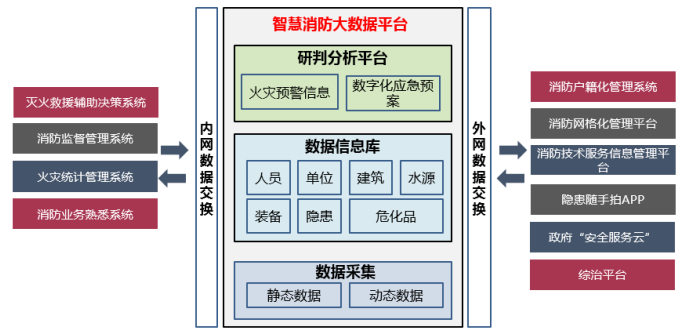 智慧消防大数据平台
研判分析平台
火灾预警信息
数字化应急预
案
数据信息库
人员
单位
建筑
水源
装备
隐患
危化品
数据采集
静态数据
动态数据
内网数据交换
外网数据交换
灭火救援辅助决策系统
消防监督管理系统
火灾统计管理系统
消防业务熟悉系统
消防户籍化管理系统
消防网格化管理平台
消防技术服务信息管理平
台
隐患随手拍APP
政府“安全服务云”
综治平台